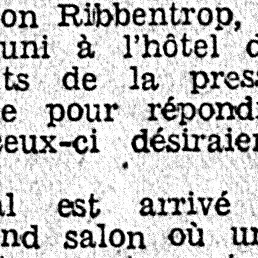 on Ribbentrop,
uni à l'hôtel d
ts de la press
e pour répondi
eux-ci désiraien
al est arrivé
nd salon où un